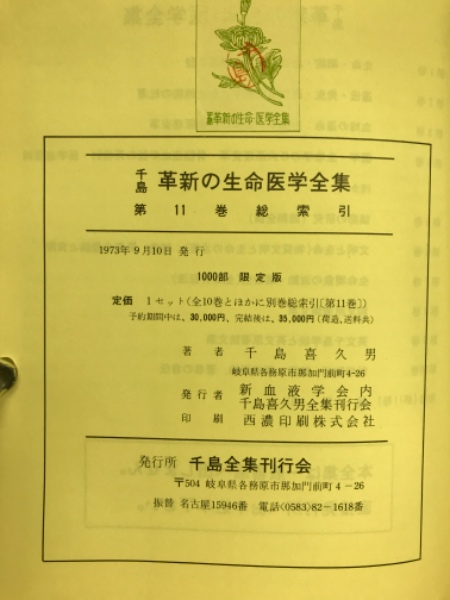 千島 革新の生命・医学全集
千島 革新の生命医学全集
第11巻総索引
1973年9月10日 発行
1000部 限定版
定価 1セット(全10巻とほかに別巻総索引〔第11巻〕)
予約期間中は、30,000円、完結後は、35,000円(荷造、送料共)
著者 千島喜久男
岐阜県各務原市那加門前町4-26
発行者 新血液学会内
千島喜久男全集刊行会
印刷 西濃印刷株式会社
発行所 千島全集刊行会
〒504 岐阜県各務原市那加門前町4-26
振替 名古屋15946番 電話<0583>82-1618番